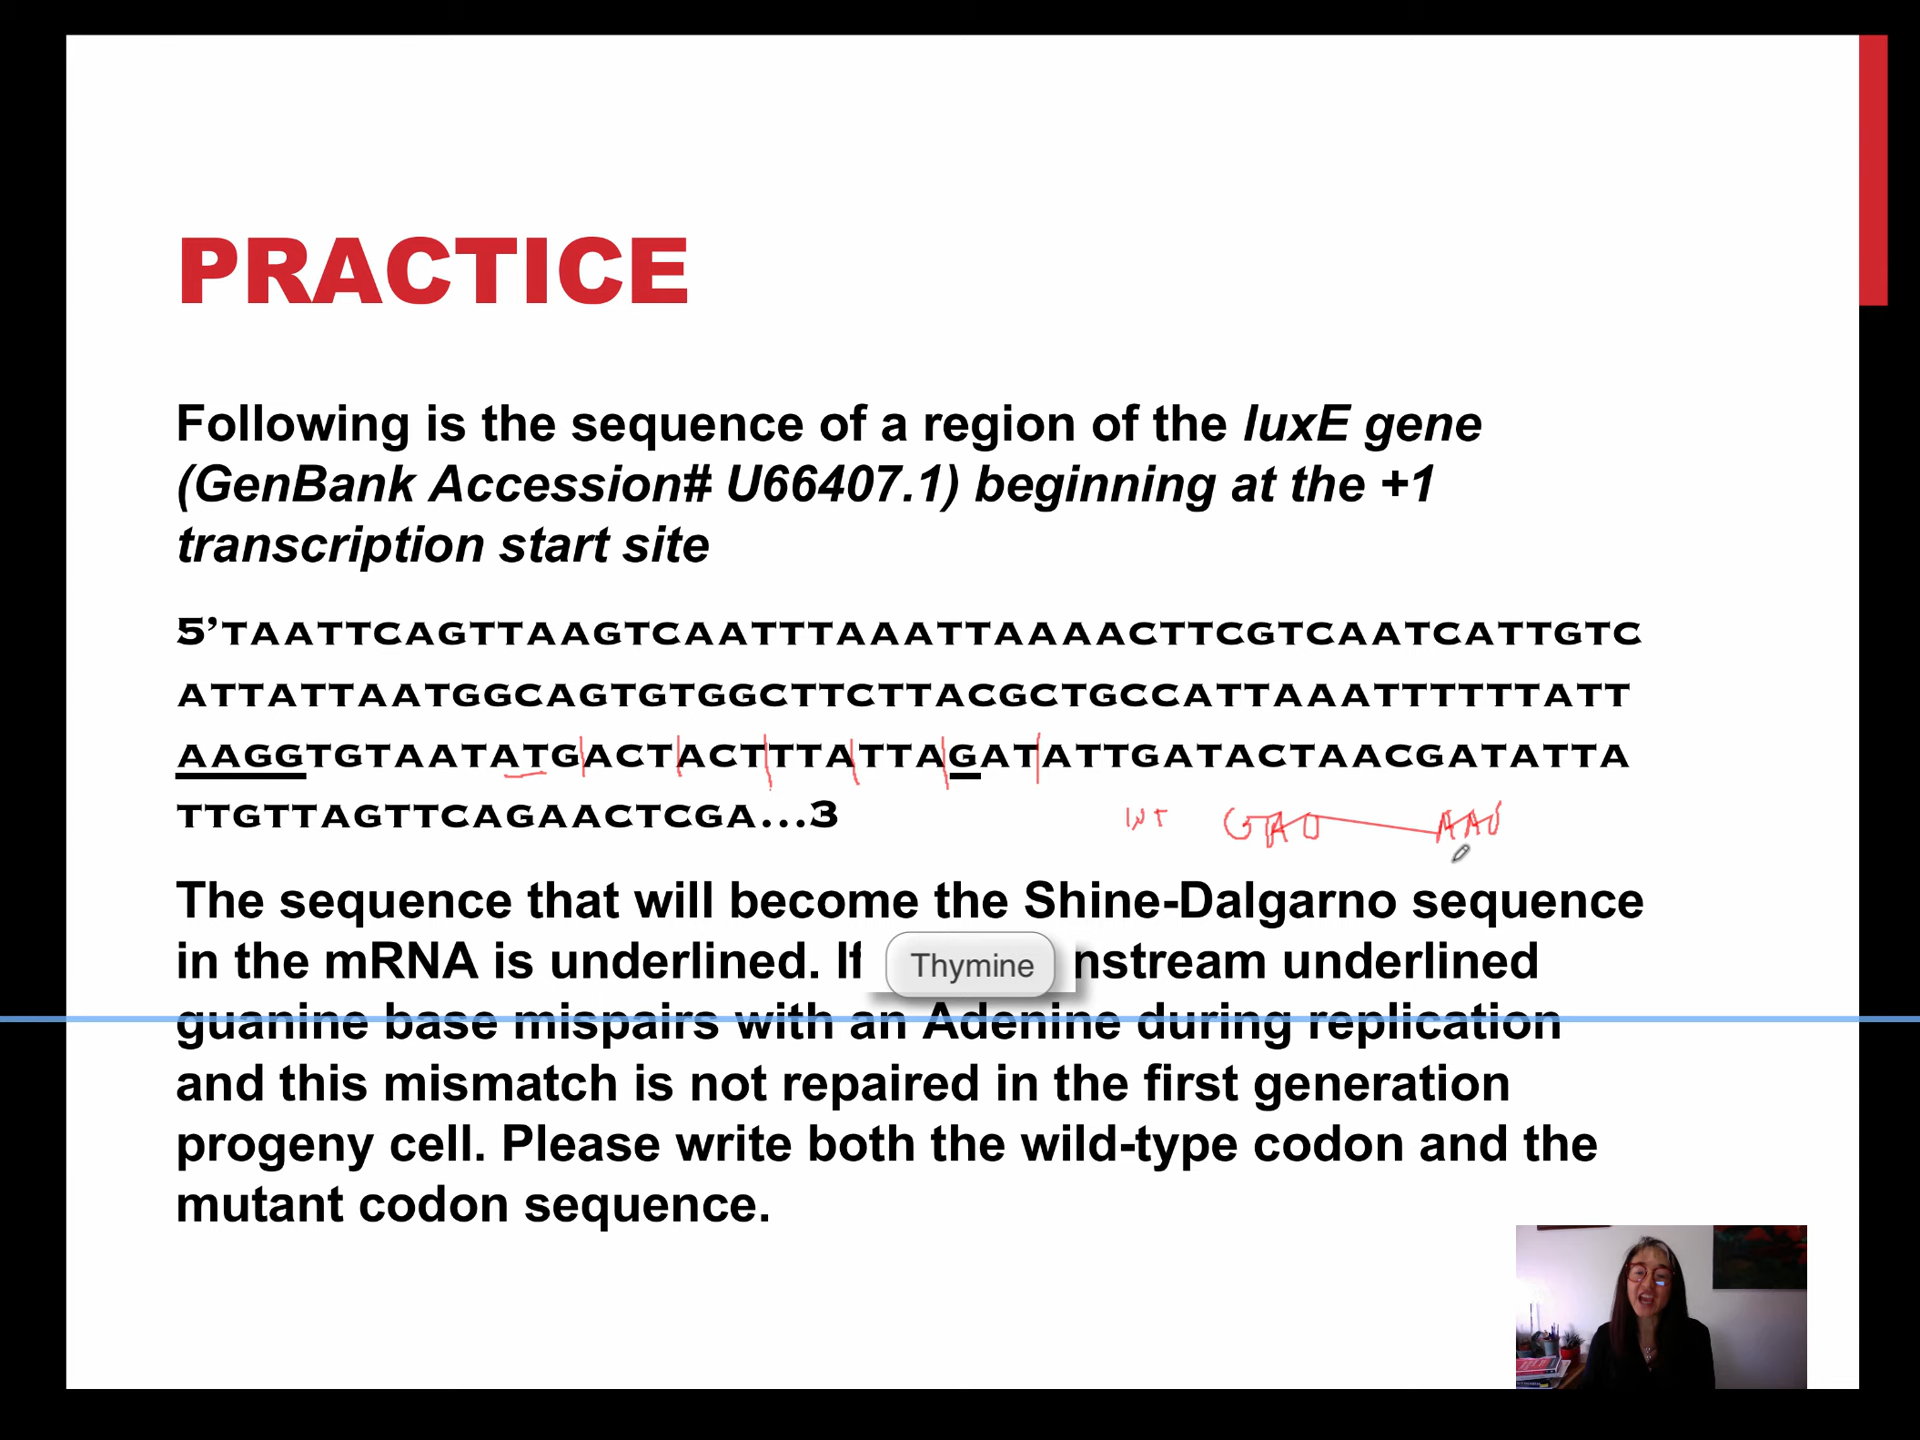 PRACTICE
Following is the sequence of a region of the luxE gene
(GenBank Accession# U66407.1) beginning at the +1
transcription start site
5’TAATTCAGTTAAGTCAATTTAAATTAAAACTTCGTCAATCATTGTC
ATTATTAATGGCAGTGTGGCTTCTTACGCTGCCATTAAATTTTTTATT
AAGGTGTAATATGACTACTTTATTAGATATTGATACTAACGATATTA
TTGTTAGTTCAGAACTCGA...3
WT GAU AAU
The sequence that will become the Shine-Dalgarno sequence
in the mRNA is underlined. If Thymine nstream underlined
guanine base mispairs with an Adenine during replication
and this mismatch is not repaired in the first generation
progeny cell. Please write both the wild-type codon and the
mutant codon sequence.